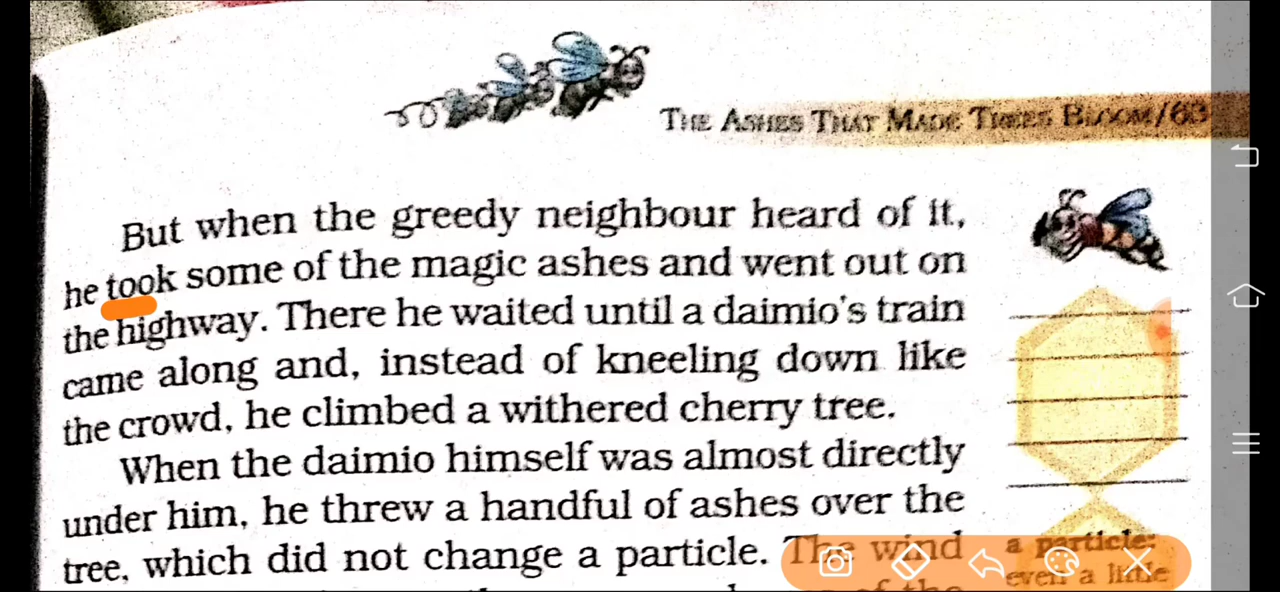 THE ASHES THAT MADE TREES BLOOM/63
But when the greedy neighbour heard of it,
he took some of the magic ashes and went out on
the highway. There he waited until a daimio's train
came along and, instead of kneeling down like
the crowd, he climbed a withered cherry tree.
When the daimio himself was almost directly
under him, he threw a handful of ashes over the
tree, which did not change a particle. The wind
a particle:
even a little